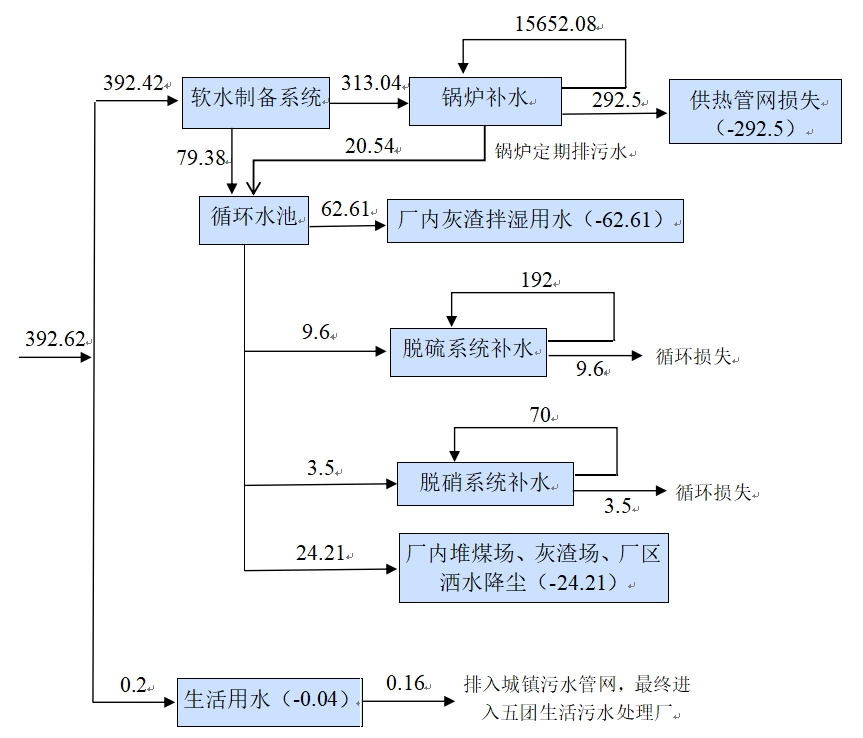 15652.08
392.42
软水制备系统
313.04
锅炉补水
292.5
供热管网损失
（-292.5）
79.38
20.54
锅炉定期排污水
循环水池
62.61
厂内灰渣拌湿用水（-62.61）
192
392.62
9.6
脱硫系统补水
9.6
循环损失
70
3.5
脱硝系统补水
3.5
循环损失
24.21
厂内堆煤场、灰渣场、厂区
洒水降尘（-24.21）
0.2
生活用水（-0.04）
0.16
排入城镇污水管网，最终进
入五团生活污水处理厂